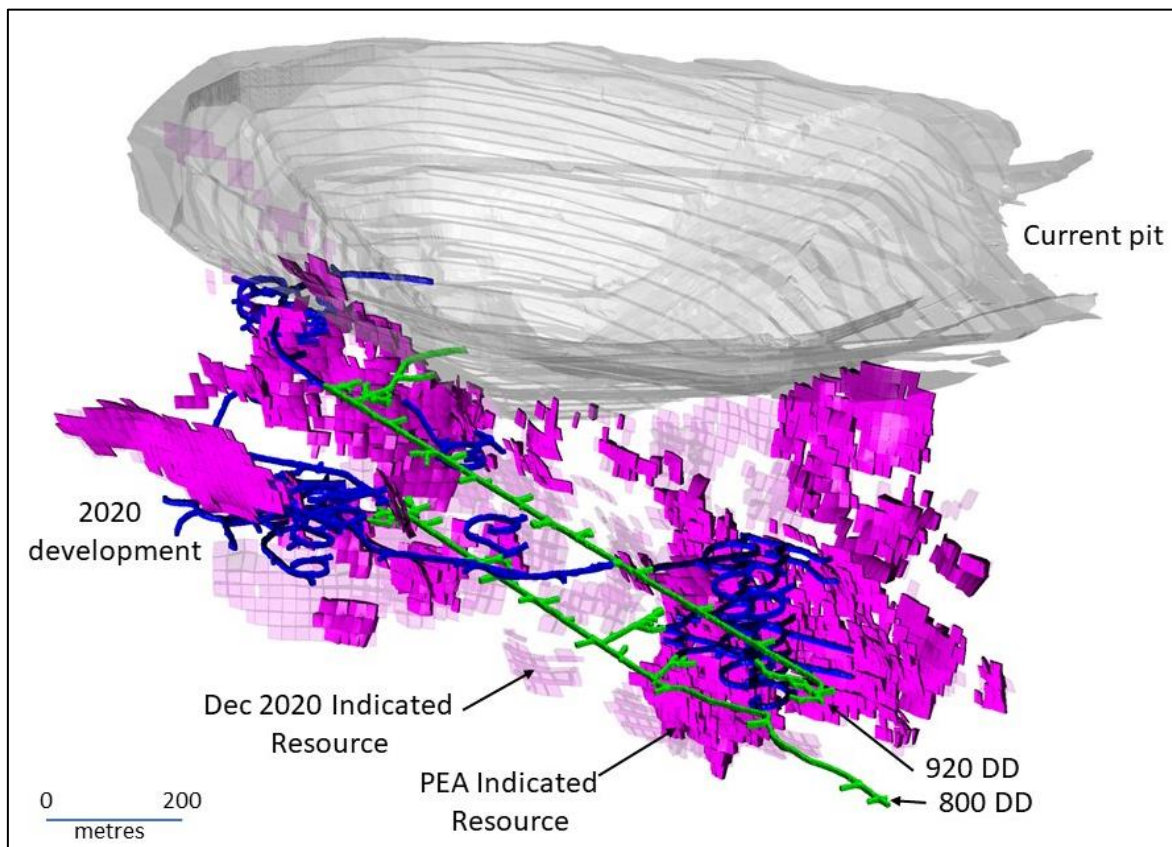 Current pit
2020
development
Dec 2020 Indicated
Resource
PEA Indicated
Resource
920 DD
800 DD
0 200
metres